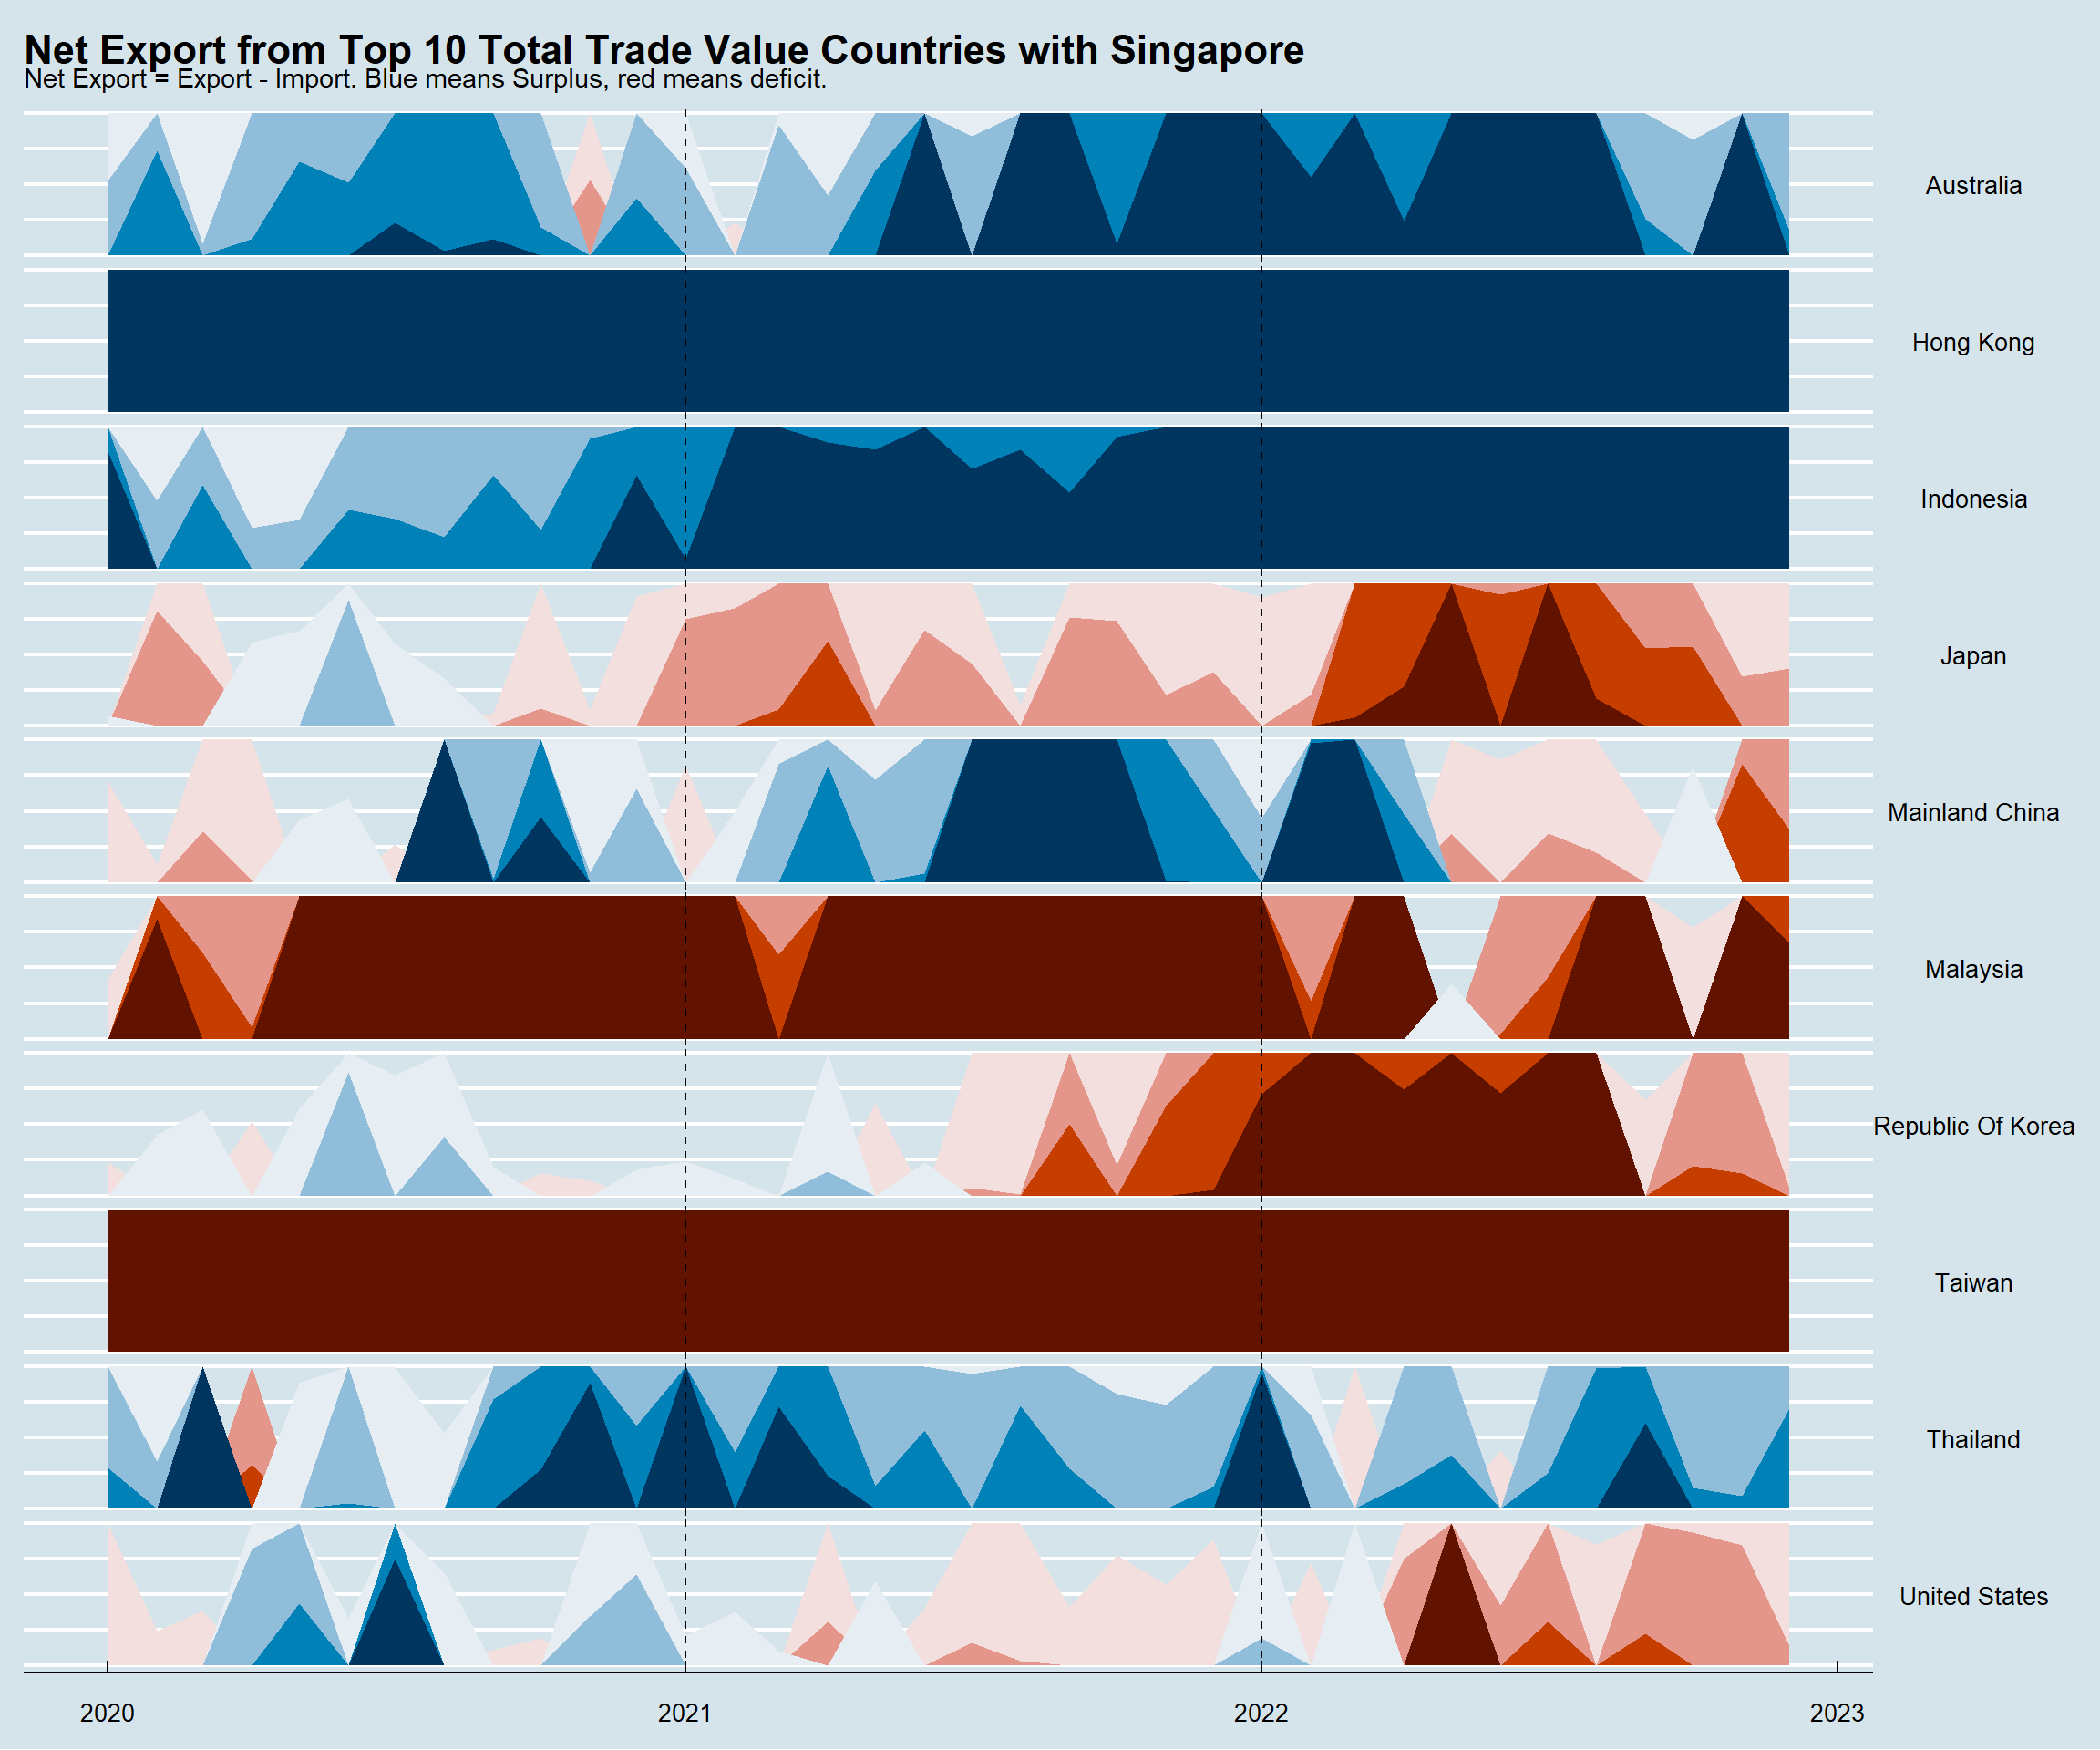 Net Export from Top 10 Total Trade Value Countries with Singapore
Net Export = Export - Import. Blue means Surplus, red means deficit.
Australia
Hong Kong
Indonesia
Japan
Mainland China
Malaysia
Republic Of Korea
Taiwan
Thailand
United States
2020 2021 2022 2023